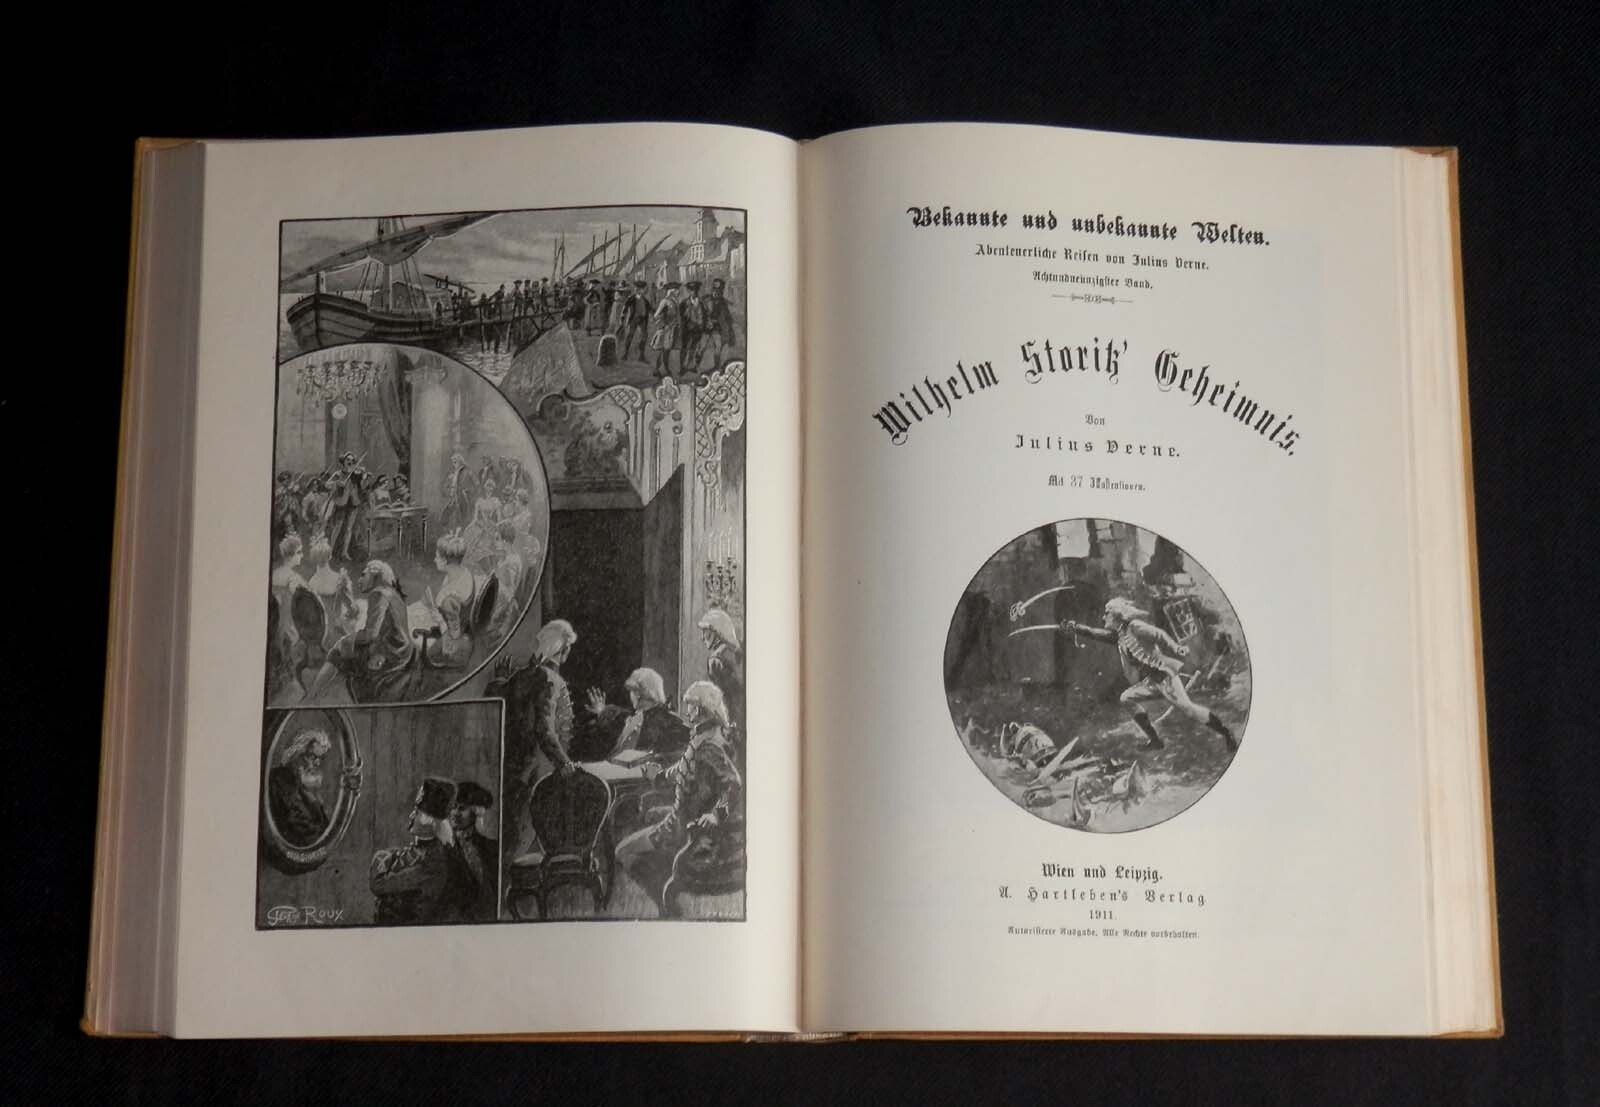 Geo Roux
Bekannte und unbekannte Welten.
Abenteuerliche Reisen von Julius Verne.
Achtundneunzigster Band.
Wilhelm Storitz' Geheimnis.
Von
Julius Verne.
Mit 37 Illustrationen.
Wien und Leipzig.
A. Hartleben's Verlag
1911.
Autorisierte Ausgabe. Alle Rechte vorbehalten.